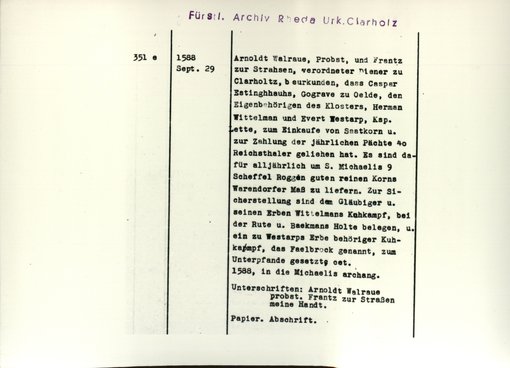 Fürstl. Archiv Rheda Urk.Clarholz
351 e
1588
Sept. 29
Arnoldt Walraue, Probst, und Frantz
zur Strahsen, verordneter Diener zu
Clarholtz, beurkunden, dass Casper
Estinghhauhs, Gograve zu Oelde, den
Eigenbehörigen des Klosters, Herman
Wittelman und Evert Westarp, Ksp.
Lette, zum Einkaufe von Saatkorn u.
zur Zahlung der jährlichen Pächte 40
Reichsthaler geliehen hat. Es sind da-
für alljährlich um S. Michaelis 9
Scheffel Roggen guten reinen Korns
Warendorfer Maß zu liefern. Zur Si-
cherstellung sind dem Gläubiger u.
seinen Erben Wittelmans Kuhkampf, bei
der Rute u. Baekmans Holte belegen, u.
ein zu Westarps Erbe behöriger Kuh-
kampf, das Faelbrock genannt, zum
Unterpfande gesetzt, cet.
1588, in die Michaelis archang.
Unterschriften: Arnoldt Walraue
probst. Frantz zur Straßen
meine Handt.
Papier. Abschrift.